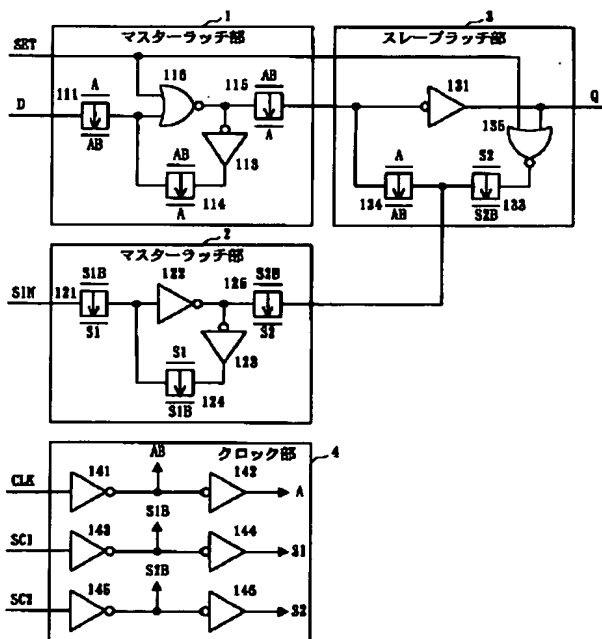 1
マスターラッチ部
SET
116
115
AB
A
111
A
AB
D
113
AB
A
114
3
スレーブラッチ部
131
Q
135
A
AB
134
S2
S2B
133
2
マスターラッチ部
SIN
121
S1B
S1
122
126
S2B
S2
123
S1
S1B
124
クロック部
4
AB
CLK
141
142
A
S1B
SC1
143
144
S1
S2B
SC2
145
146
S2